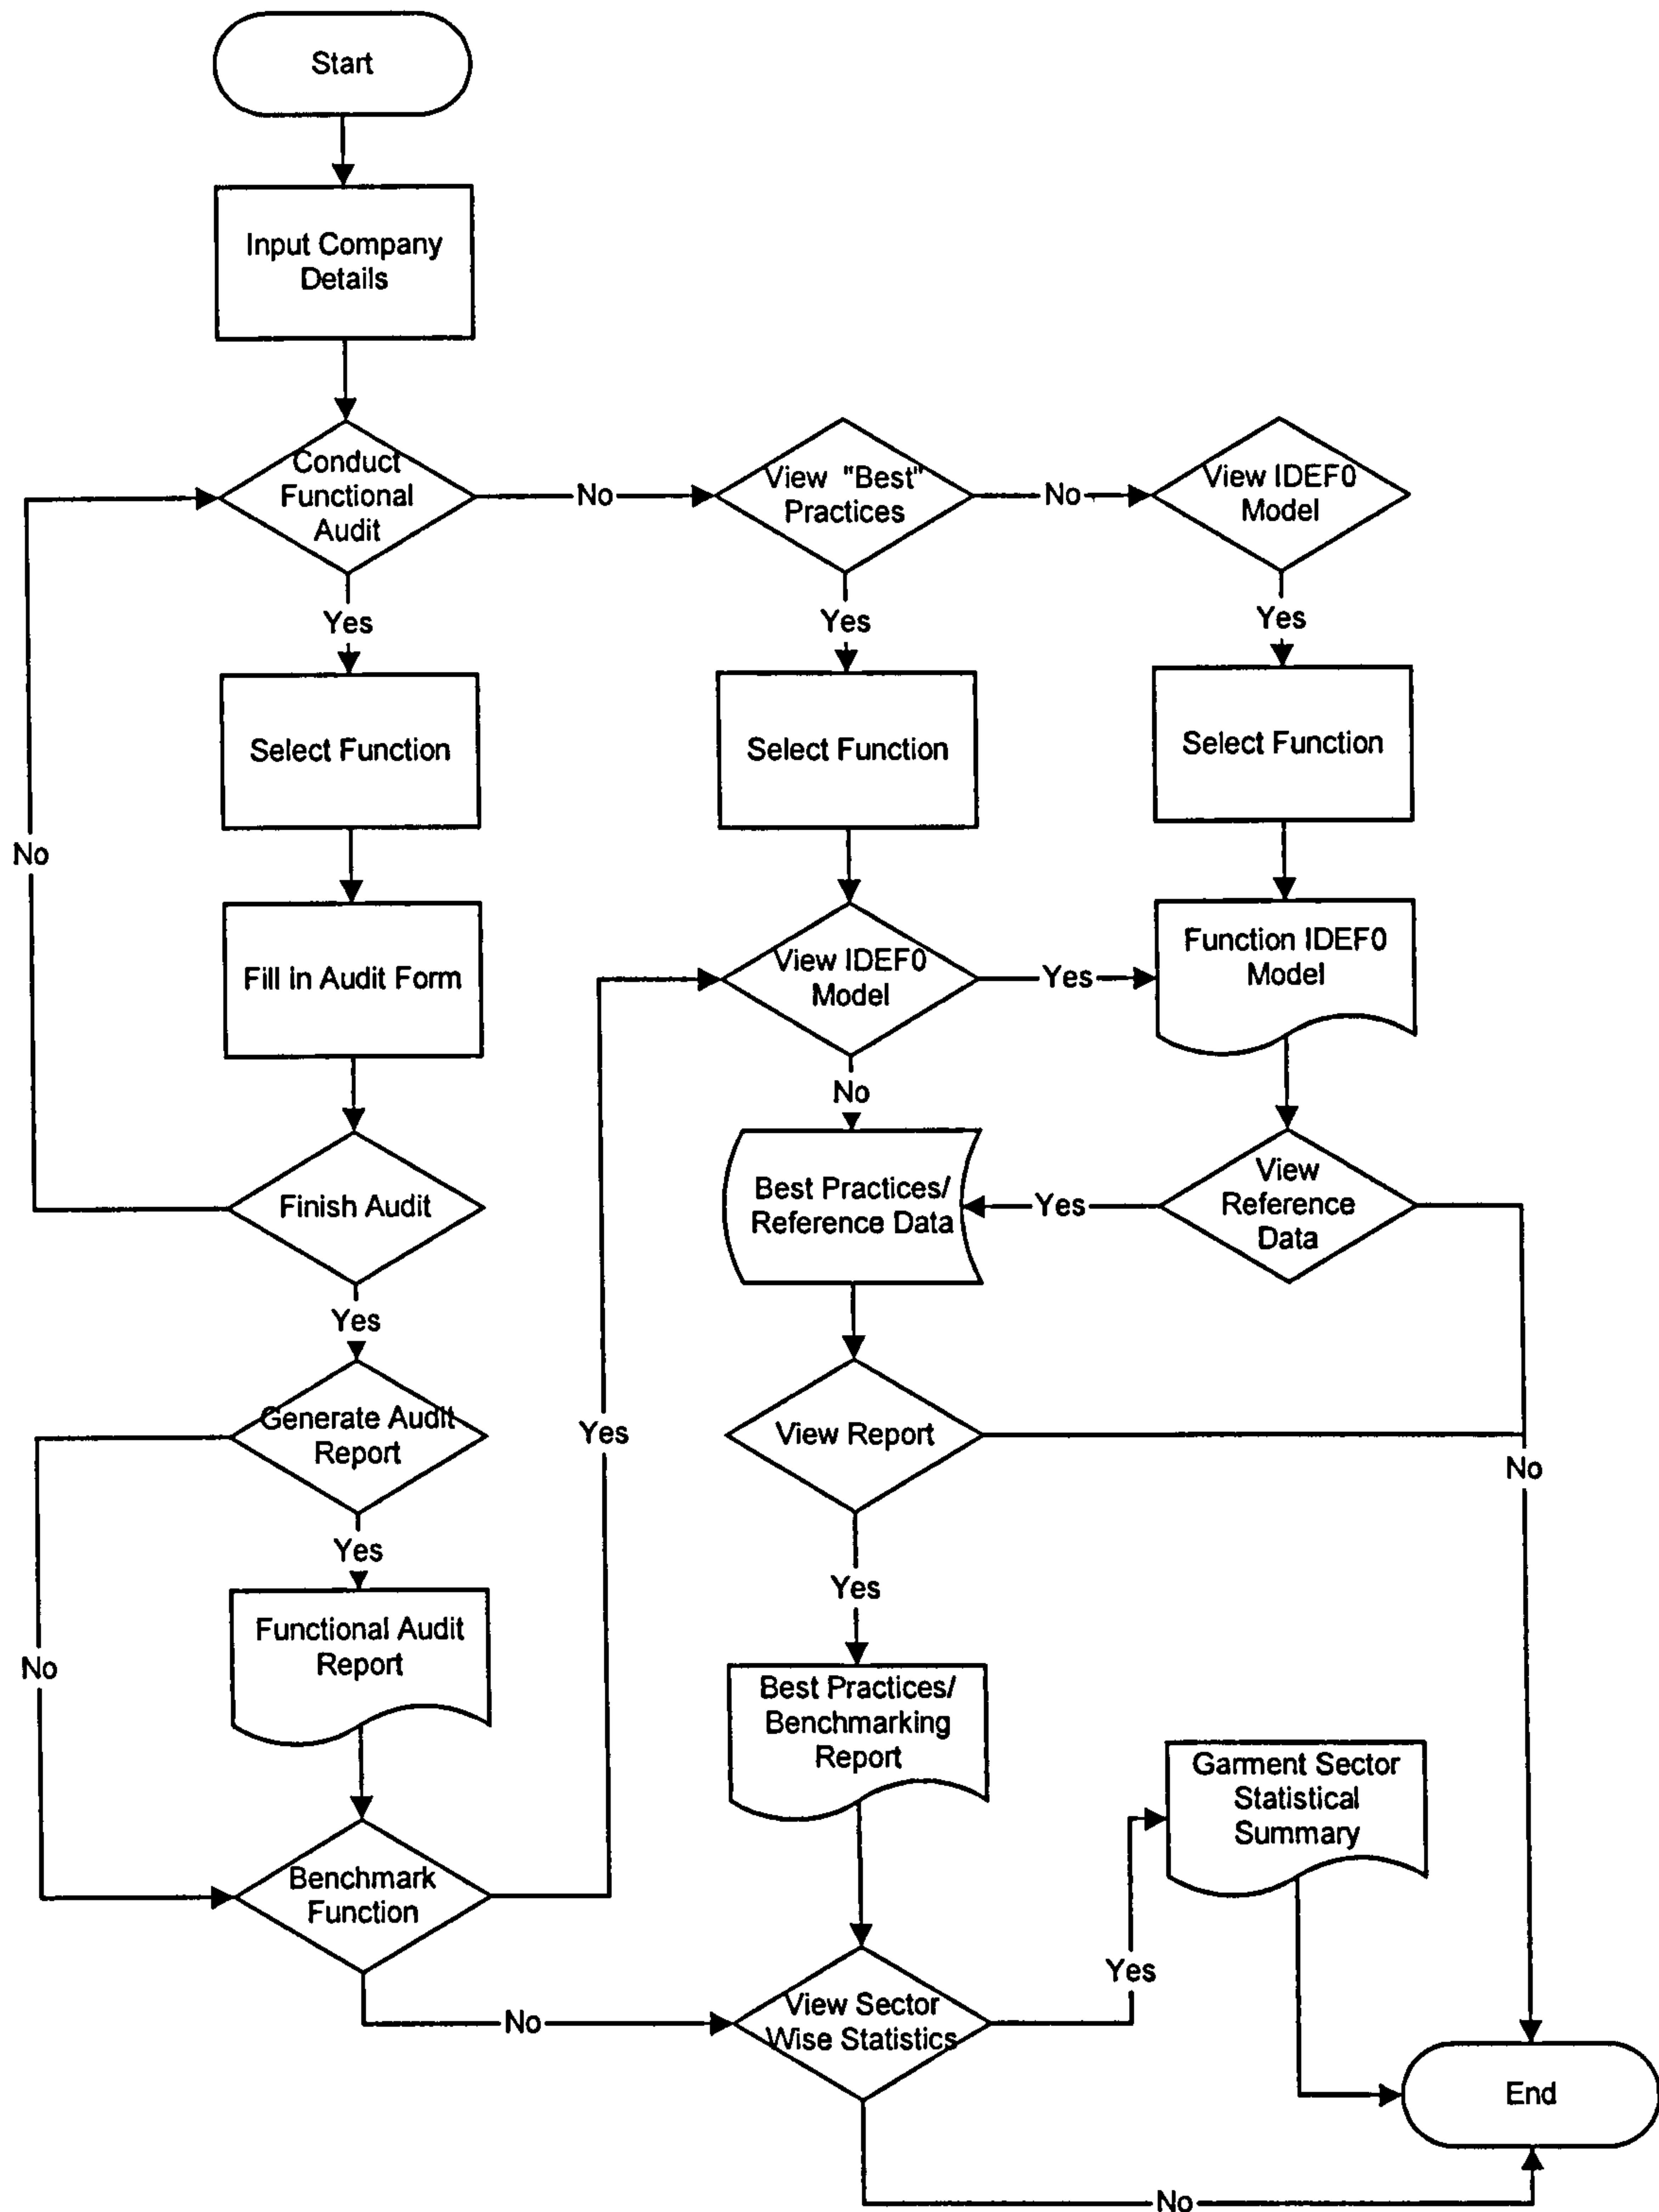 Start
Input Company
Details
Conduct
Functional
Audit
No
View "Best"
Practices
No
View IDEF0
Model
Yes
Yes
Yes
Select Function
Select Function
Select Function
No
Fill in Audit Form
View IDEF0
Model
Yes
Function IDEF0
Model
No
Finish Audit
Best Practices/
Reference Data
Yes
View
Reference
Data
Yes
Generate Audit
Report
Yes
View Report
No
Yes
Yes
No
Functional Audit
Report
Best Practices/
Benchmarking
Report
Garment Sector
Statistical
Summary
Benchmark
Function
Yes
No
View Sector
Wise Statistics
End
No